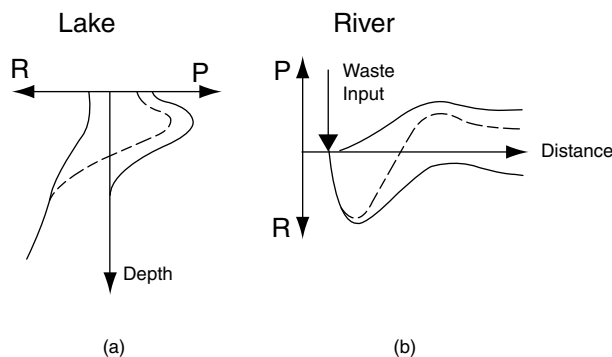 Lake
R
P
Depth
(a)
River
P
Waste
Input
Distance
R
(b)